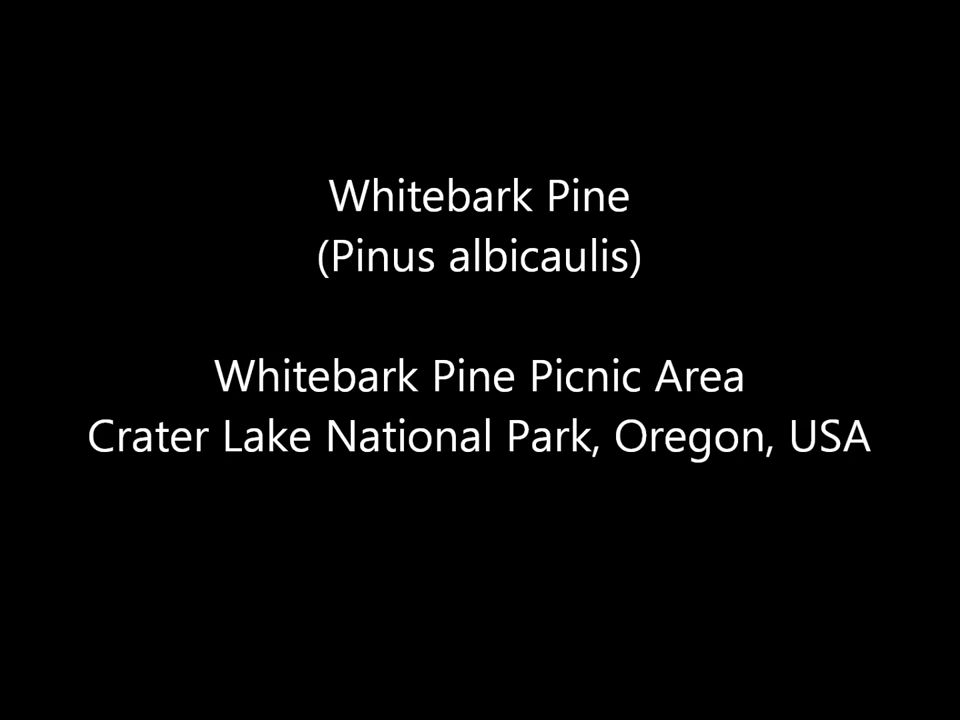 Whitebark Pine
(Pinus albicaulis)
Whitebark Pine Picnic Area
Crater Lake National Park, Oregon, USA